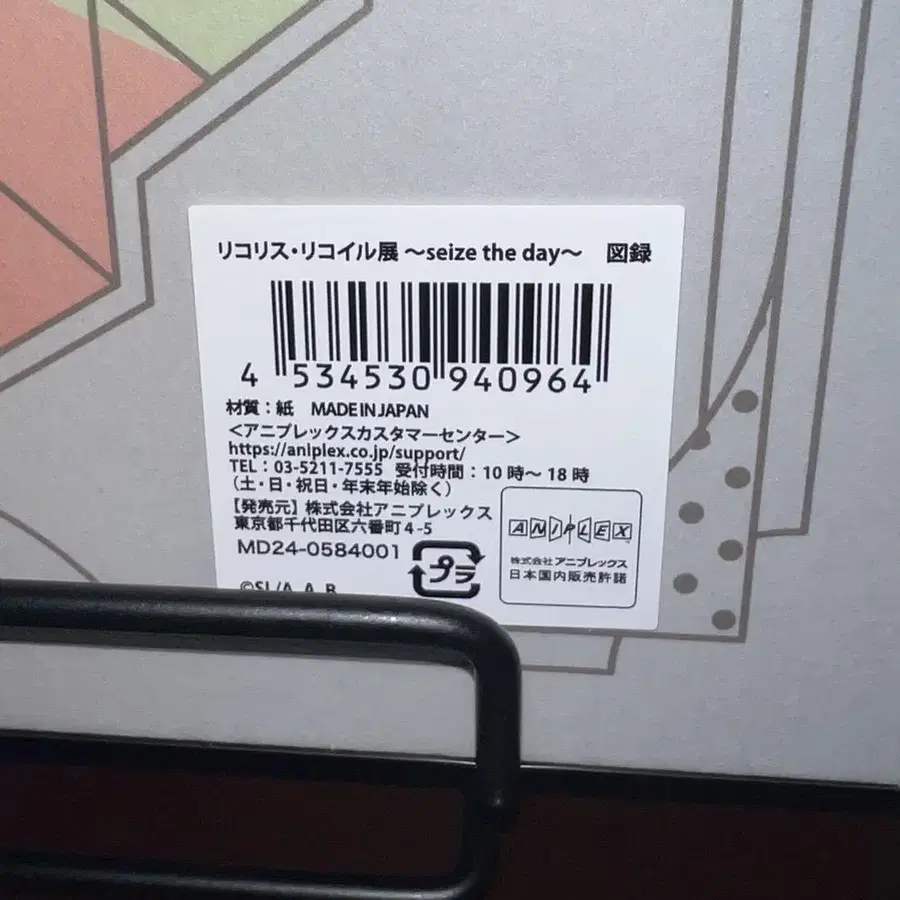 リコリス・リコイル展 ～seize the day～　図録
4 534530 940964
材質：紙　MADE IN JAPAN
＜アニプレックスカスタマーセンター＞
https://aniplex.co.jp/support/
TEL：03-5211-7555　受付時間：10時～18時
（土・日・祝日・年末年始除く）
【発売元】株式会社アニプレックス
東京都千代田区六番町4-5
MD24-0584001
プラ
ANIPLEX
株式会社 アニプレックス
日本国内販売許諾